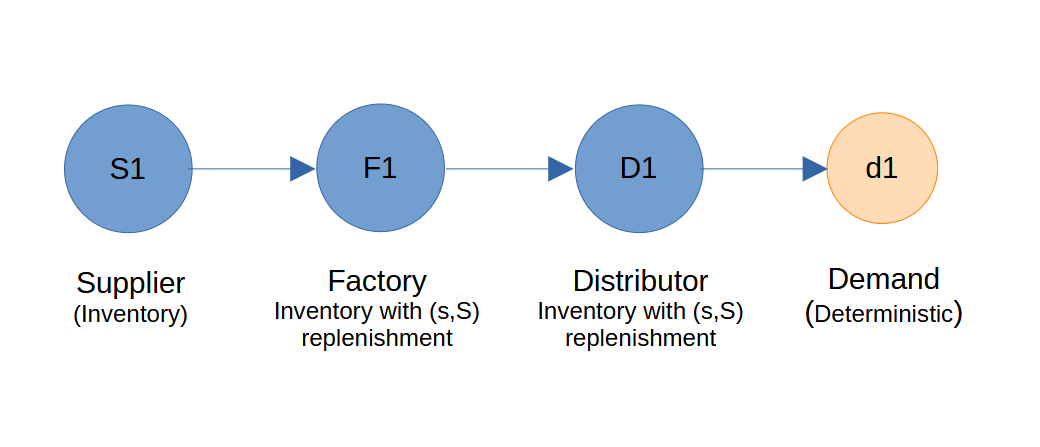 S1
F1
D1
d1
Supplier
(Inventory)
Factory
Inventory with (s,S)
replenishment
Distributor
Inventory with (s,S)
replenishment
Demand
(Deterministic)